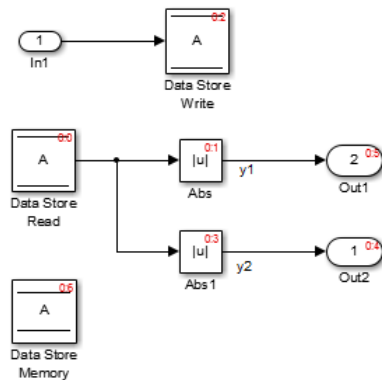 1
In1
0:2
A
Data Store
Write
0:0
A
Data Store
Read
0:1
|u|
Abs
y1
0:5
2
Out1
0:3
|u|
Abs1
y2
0:4
1
Out2
0:6
A
Data Store
Memory